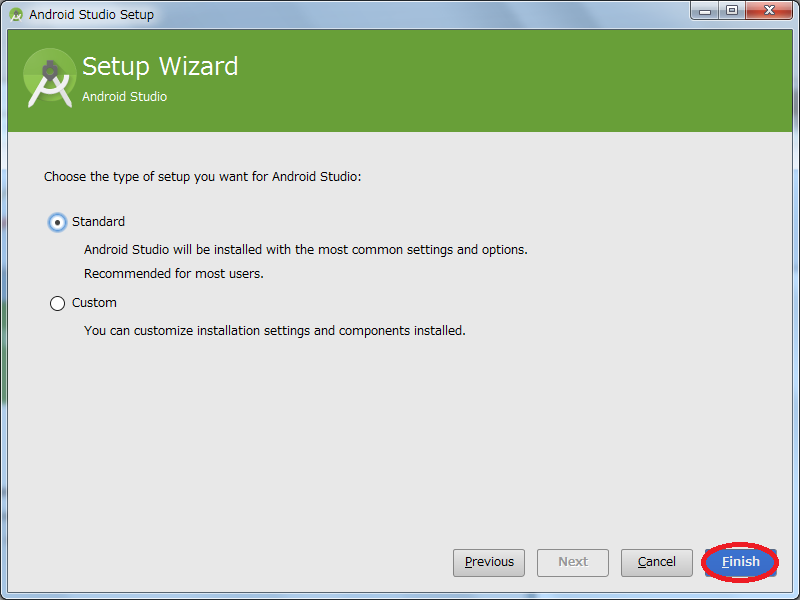 Android Studio Setup
Setup Wizard
Android Studio
Choose the type of setup you want for Android Studio:
Standard
Android Studio will be installed with the most common settings and options.
Recommended for most users.
Custom
You can customize installation settings and components installed.
Previous
Next
Cancel
Finish